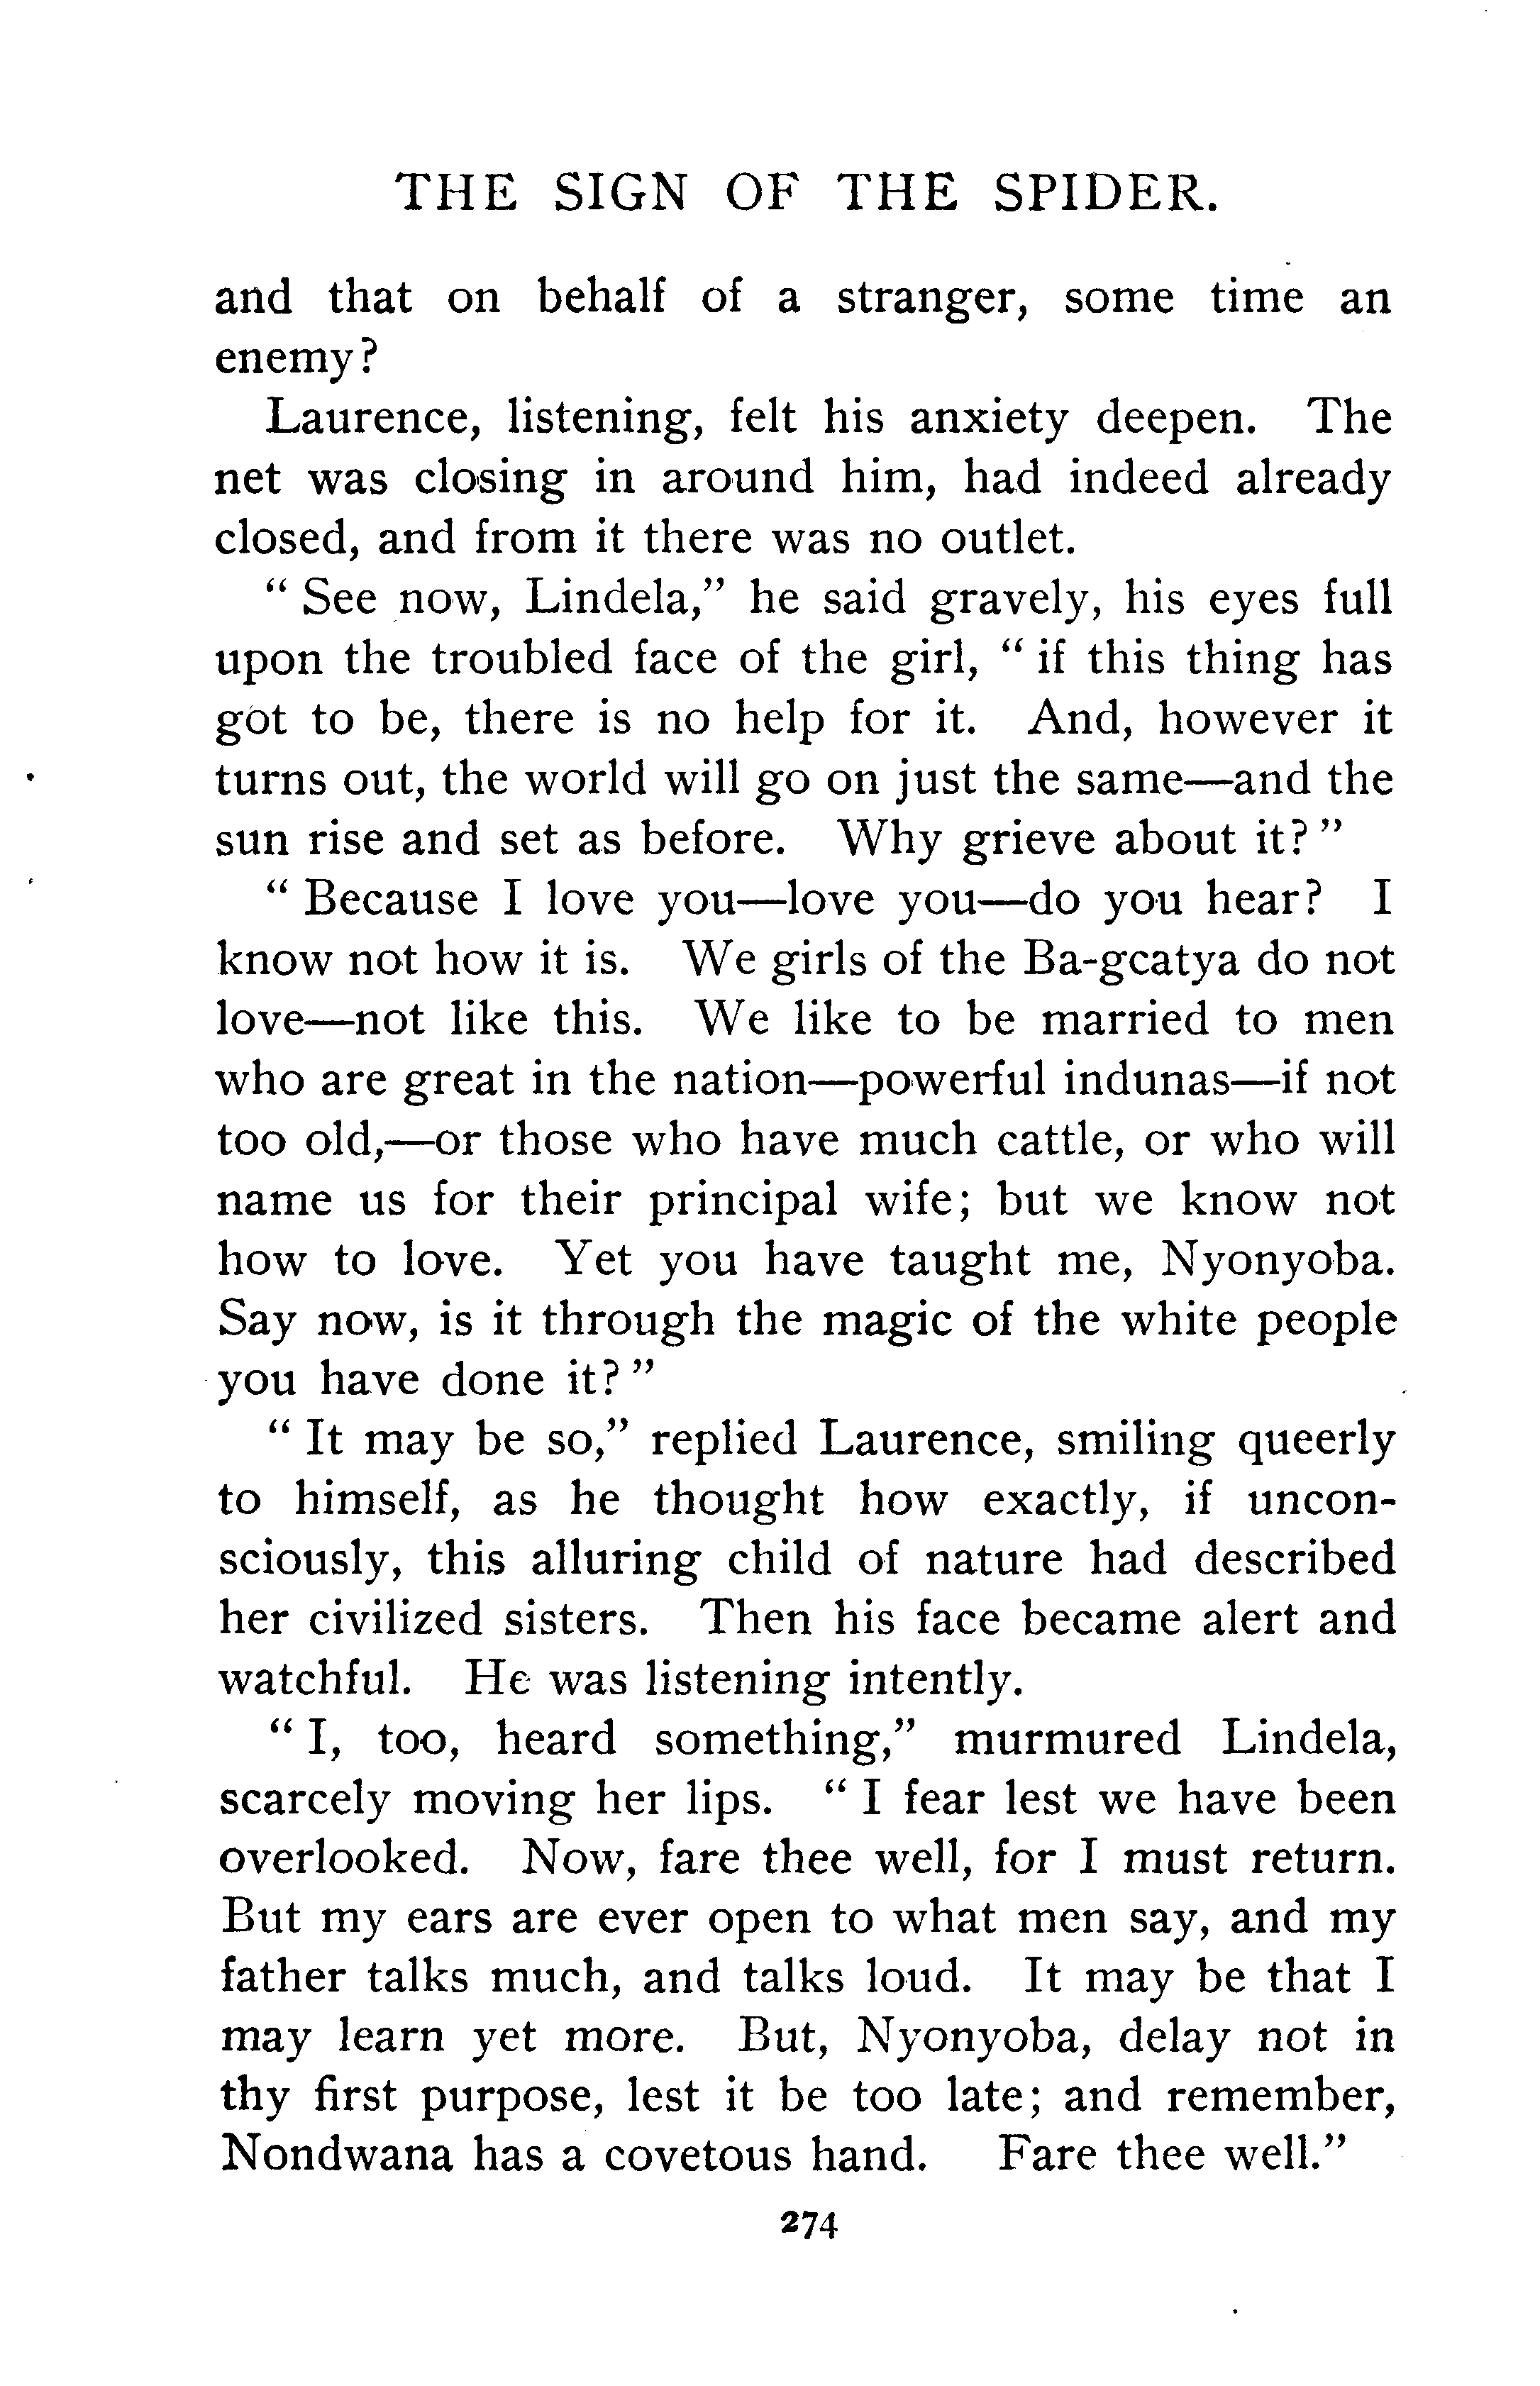 THE SIGN OF THE SPIDER.
and that on behalf of a stranger, some time an
enemy?
Laurence, listening, felt his anxiety deepen. The
net was closing in around him, had indeed already
closed, and from it there was no outlet.
“ See now, Lindela,” he said gravely, his eyes full
upon the troubled face of the girl, “ if this thing has
got to be, there is no help for it. And, however it
turns out, the world will go on just the same—and the
sun rise and set as before. Why grieve about it? ”
“ Because I love you—love you—do you hear? I
know not how it is. We girls of the Ba-gcatya do not
love—not like this. We like to be married to men
who are great in the nation—powerful indunas—if not
too old,—or those who have much cattle, or who will
name us for their principal wife; but we know not
how to love. Yet you have taught me, Nyonyoba.
Say now, is it through the magic of the white people
you have done it? ”
“ It may be so,” replied Laurence, smiling queerly
to himself, as he thought how exactly, if uncon-
sciously, this alluring child of nature had described
her civilized sisters. Then his face became alert and
watchful. He was listening intently.
“ I, too, heard something,” murmured Lindela,
scarcely moving her lips. “ I fear lest we have been
overlooked. Now, fare thee well, for I must return.
But my ears are ever open to what men say, and my
father talks much, and talks loud. It may be that I
may learn yet more. But, Nyonyoba, delay not in
thy first purpose, lest it be too late; and remember,
Nondwana has a covetous hand. Fare thee well.”
274